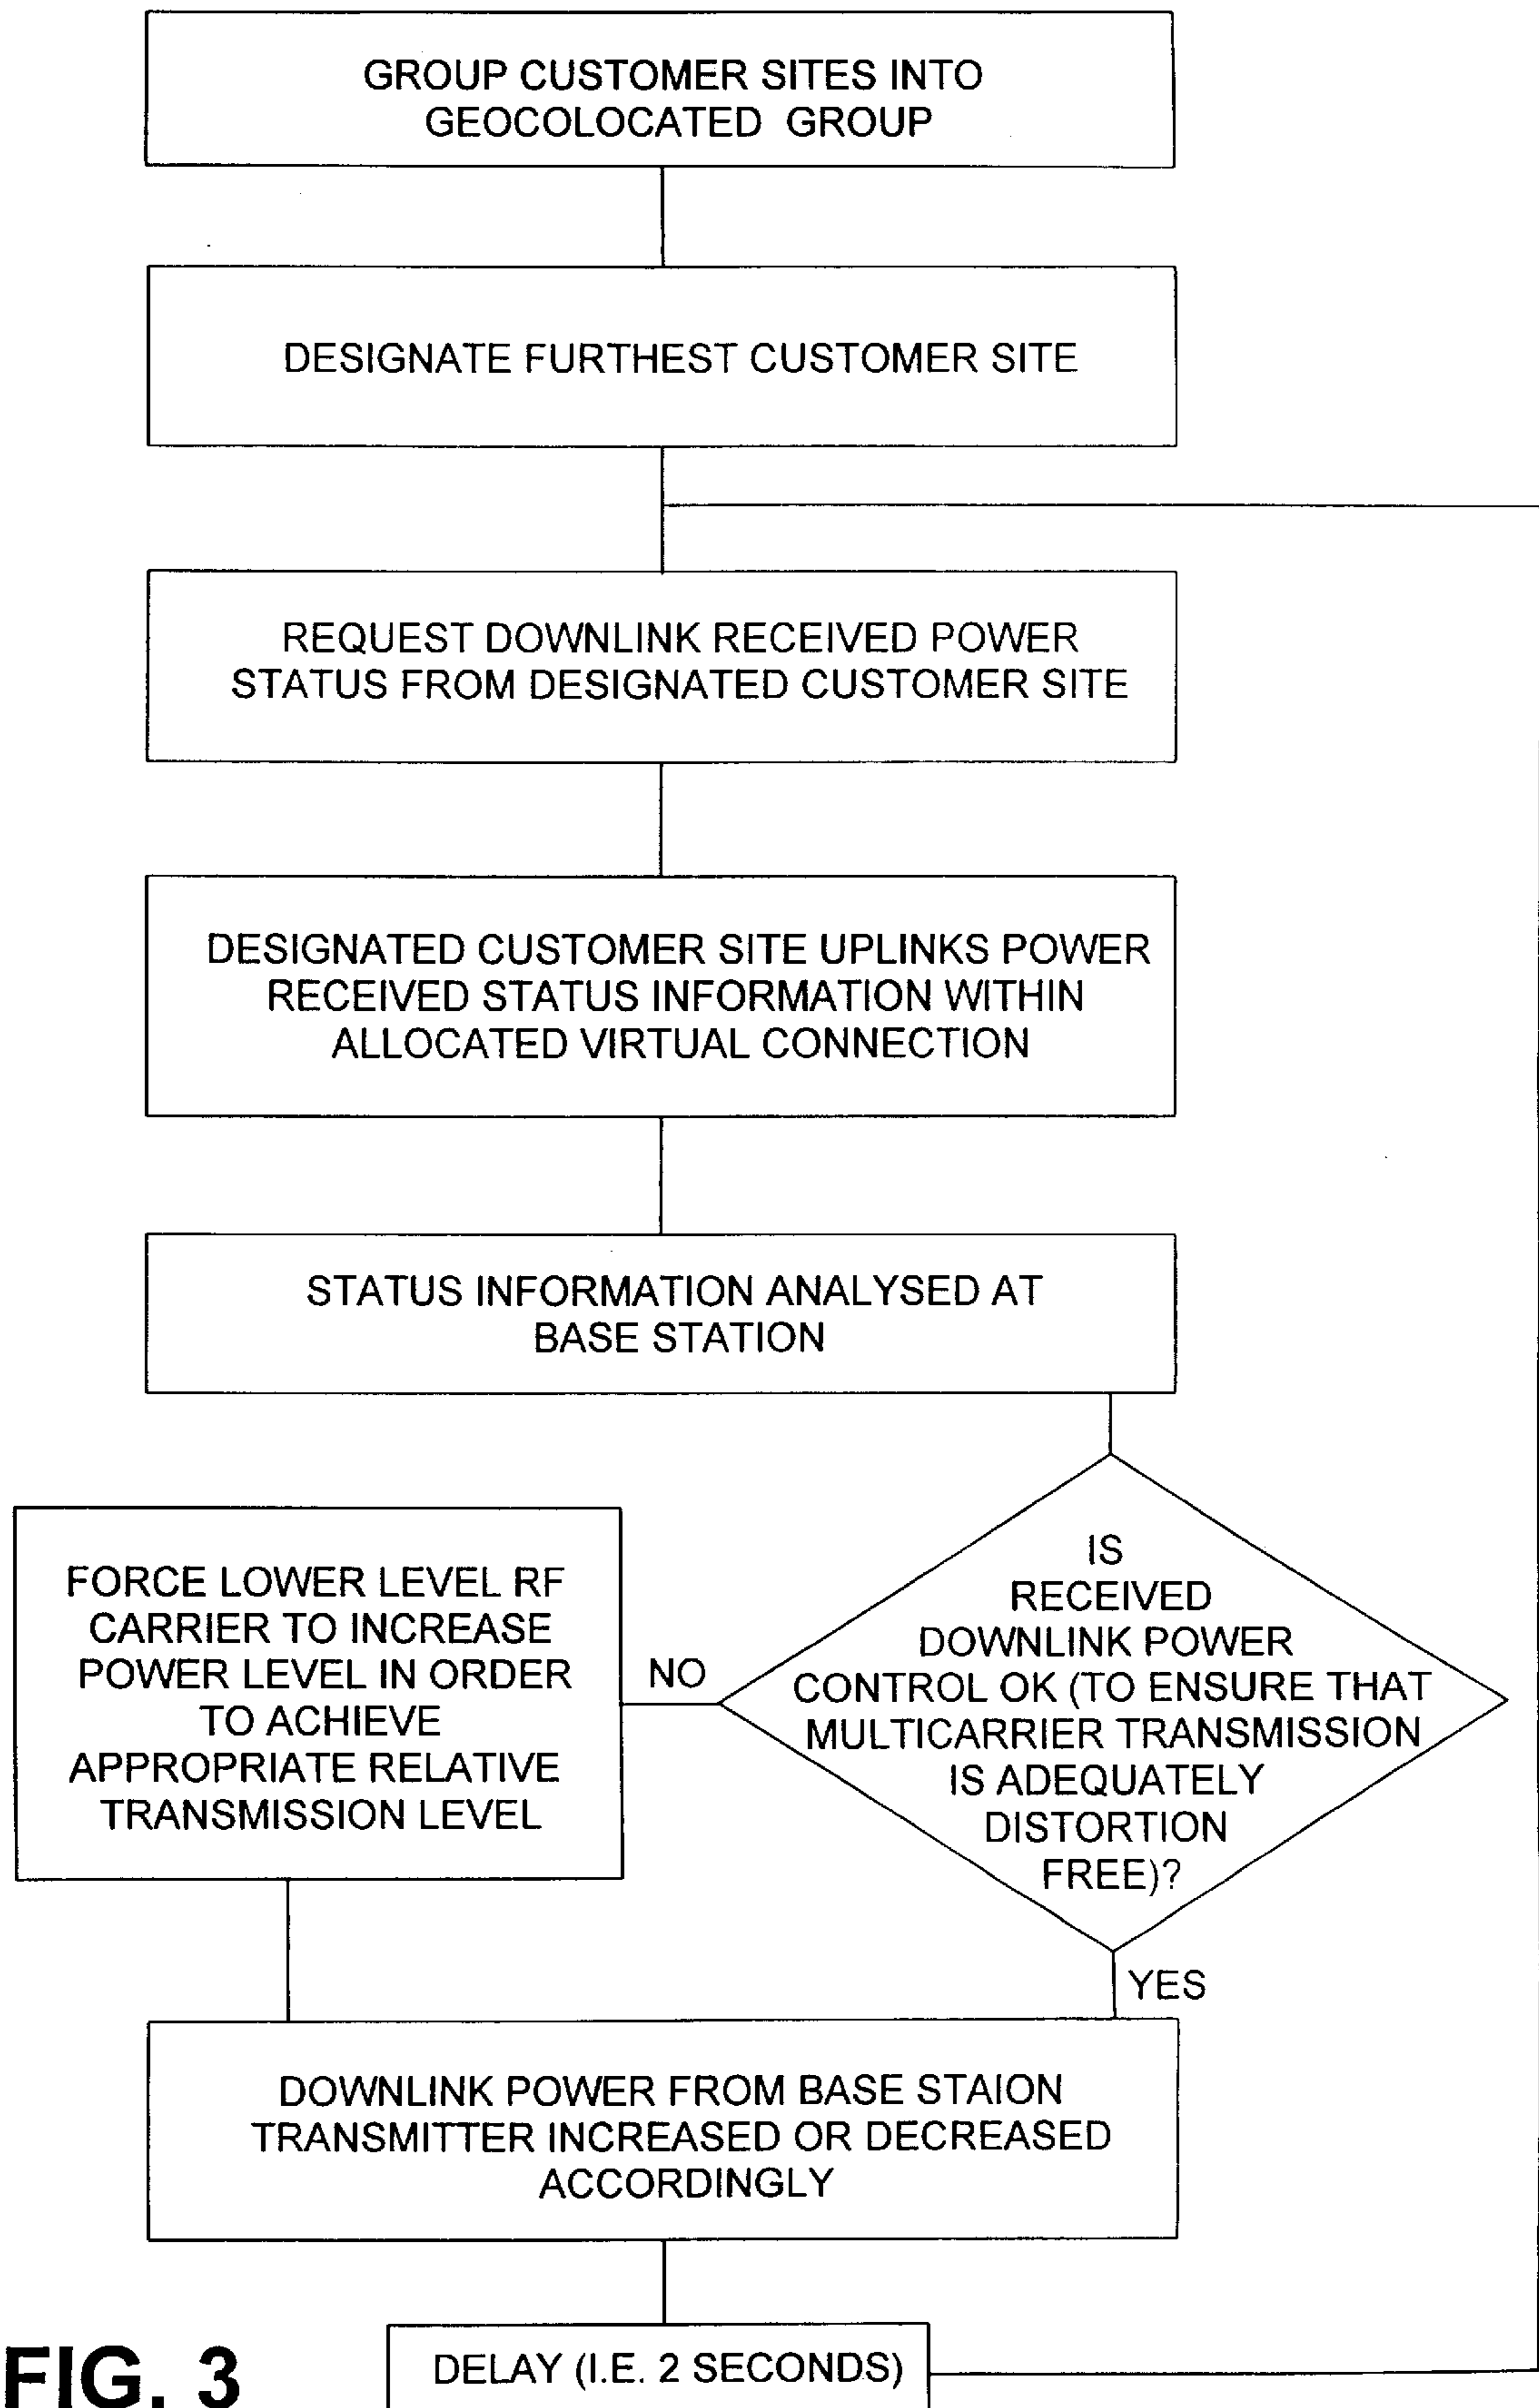 GROUP CUSTOMER SITES INTO
GEOCOLOCATED GROUP
DESIGNATE FURTHEST CUSTOMER SITE
REQUEST DOWNLINK RECEIVED POWER
STATUS FROM DESIGNATED CUSTOMER SITE
DESIGNATED CUSTOMER SITE UPLINKS POWER
RECEIVED STATUS INFORMATION WITHIN
ALLOCATED VIRTUAL CONNECTION
STATUS INFORMATION ANALYSED AT
BASE STATION
IS
RECEIVED
DOWNLINK POWER
CONTROL OK (TO ENSURE THAT
MULTICARRIER TRANSMISSION
IS ADEQUATELY
DISTORTION
FREE)?
NO
FORCE LOWER LEVEL RF
CARRIER TO INCREASE
POWER LEVEL IN ORDER
TO ACHIEVE
APPROPRIATE RELATIVE
TRANSMISSION LEVEL
YES
DOWNLINK POWER FROM BASE STAION
TRANSMITTER INCREASED OR DECREASED
ACCORDINGLY
DELAY (I.E. 2 SECONDS)
FIG. 3